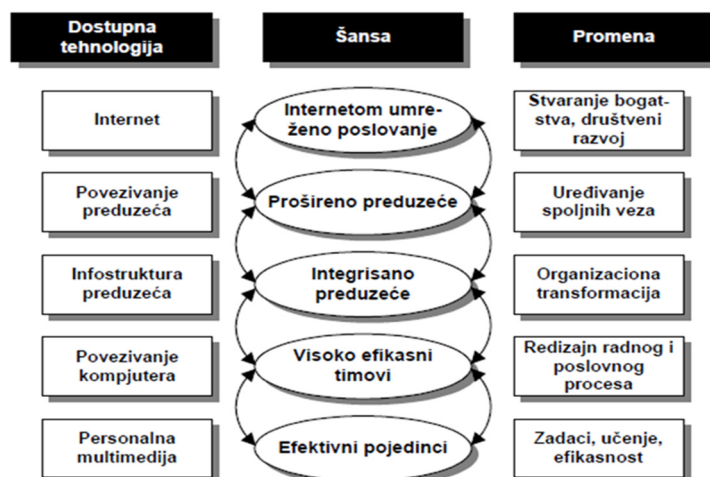 Dostupna
tehnologija
Šansa
Promena
Internet
Internetom umre-
ženo poslovanje
Stvaranje bogat-
stva, društveni
razvoj
Povezivanje
preduzeća
Prošireno preduzeće
Uređivanje
spoljnih veza
Infostruktura
preduzeća
Integrisano
preduzeće
Organizaciona
transformacija
Povezivanje
kompjutera
Visoko efikasni
timovi
Redizajn radnog i
poslovnog
procesa
Personalna
multimedija
Efektivni pojedinci
Zadaci, učenje,
efikasnost